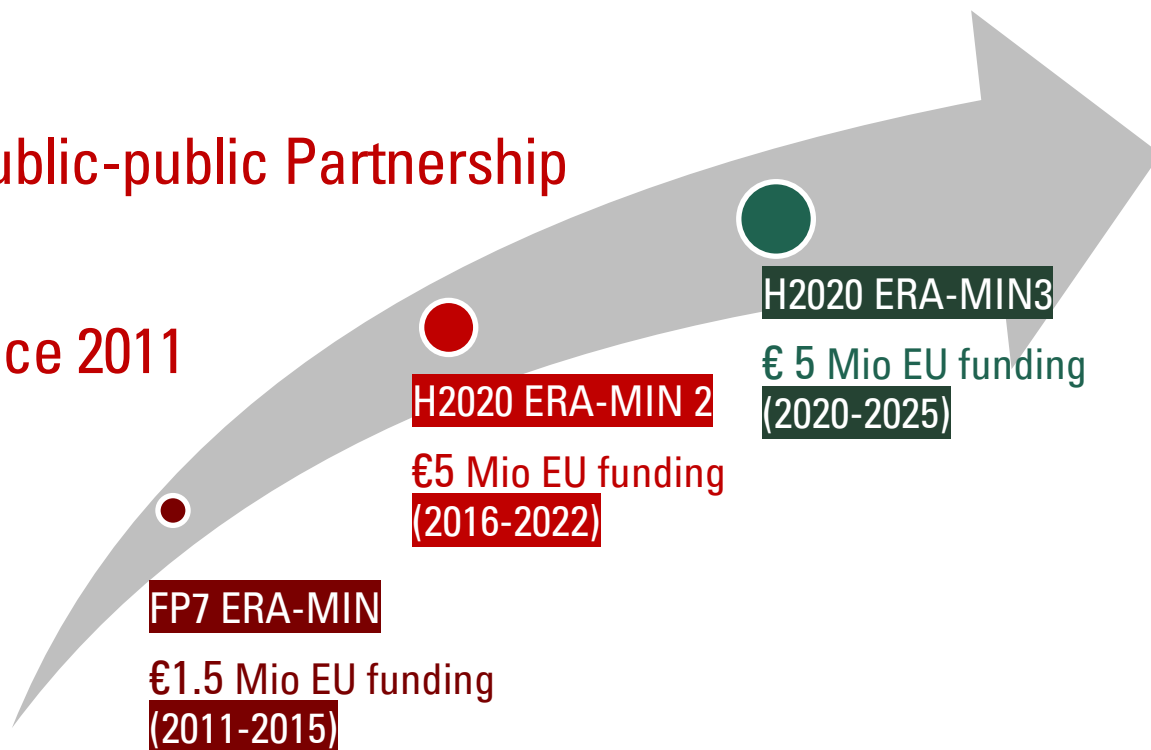 ublic-public Partnership
ce 2011
H2020 ERA-MIN3
€ 5 Mio EU funding
(2020-2025)
H2020 ERA-MIN 2
€5 Mio EU funding
(2016-2022)
FP7 ERA-MIN
€1.5 Mio EU funding
(2011-2015)